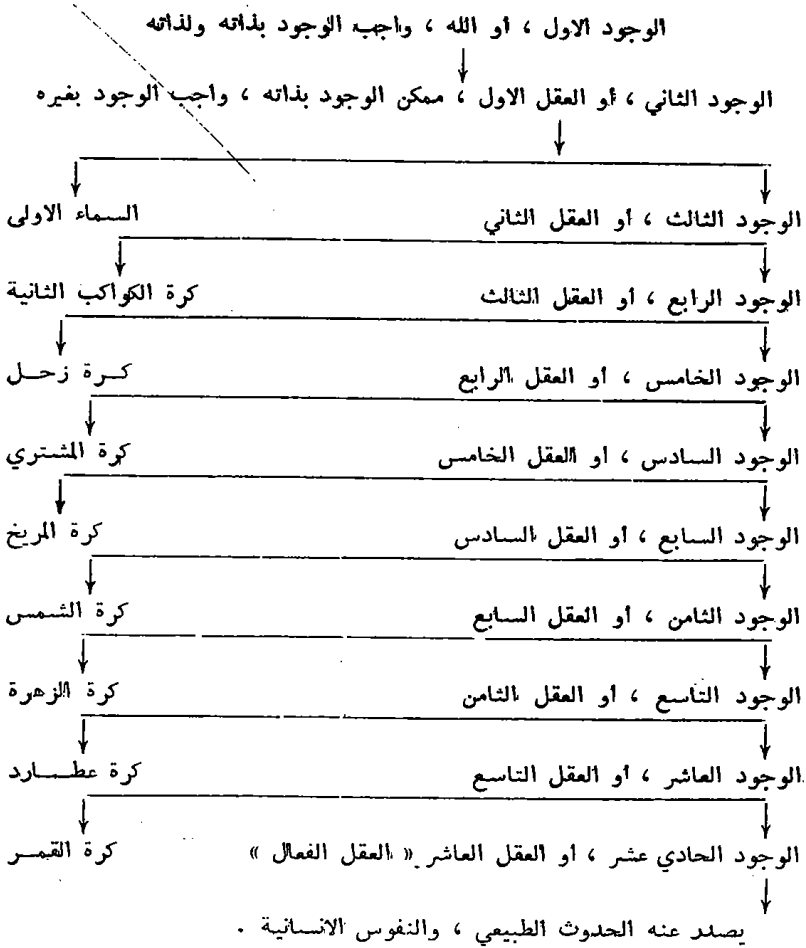 الوجود الاول ، أو الله ، واجب الوجود بذاته ولذاته
الوجود الثاني ، أو العقل الاول ، ممكن الوجود بذاته ، واجب الوجود بغيره
الوجود الثالث ، أو العقل الثاني السماء الاولى
الوجود الرابع ، أو العقل الثالث كرة الكواكب الثانية
الوجود الخامس ، أو العقل الرابع كــرة زحــل
الوجود السادس ، أو العقل الخامس كرة المشتري
الوجود السابع ، أو العقل السادس كرة المريخ
الوجود الثامن ، أو العقل السابع كرة الشمس
الوجود التاسع ، أو العقل الثامن كرة الزهرة
الوجود العاشر ، أو العقل التاسع كرة عطــارد
الوجود الحادي عشر ، أو العقل العاشر « العقل الفعال » كرة القمــر
يصدر عنه الحدوث الطبيعي ، والنفوس الانسانية .